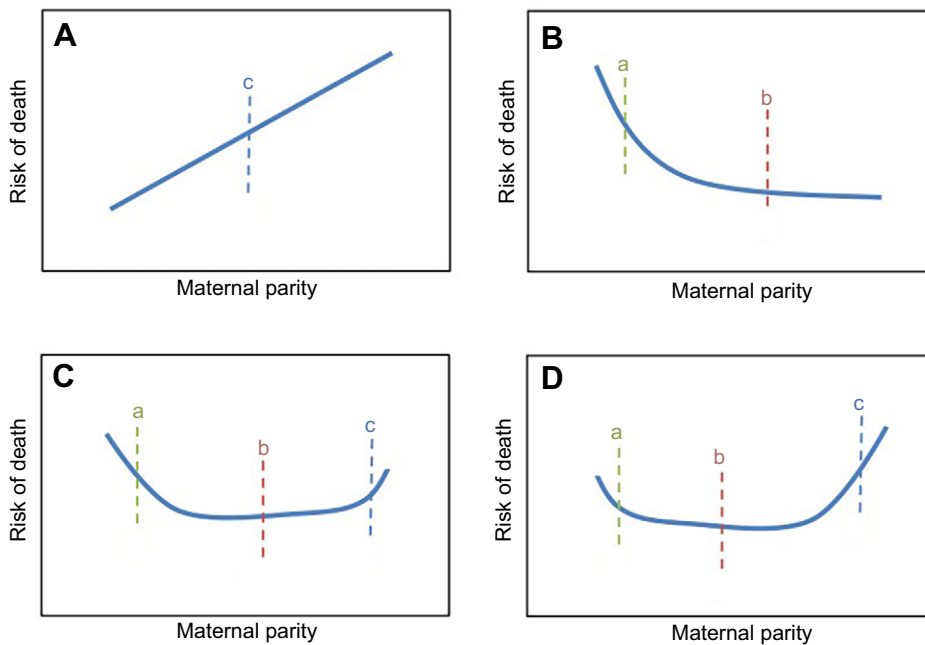 A
c
Risk of death
Maternal parity
B
a
b
Risk of death
Maternal parity
C
a
b
c
Risk of death
Maternal parity
D
a
b
c
Risk of death
Maternal parity